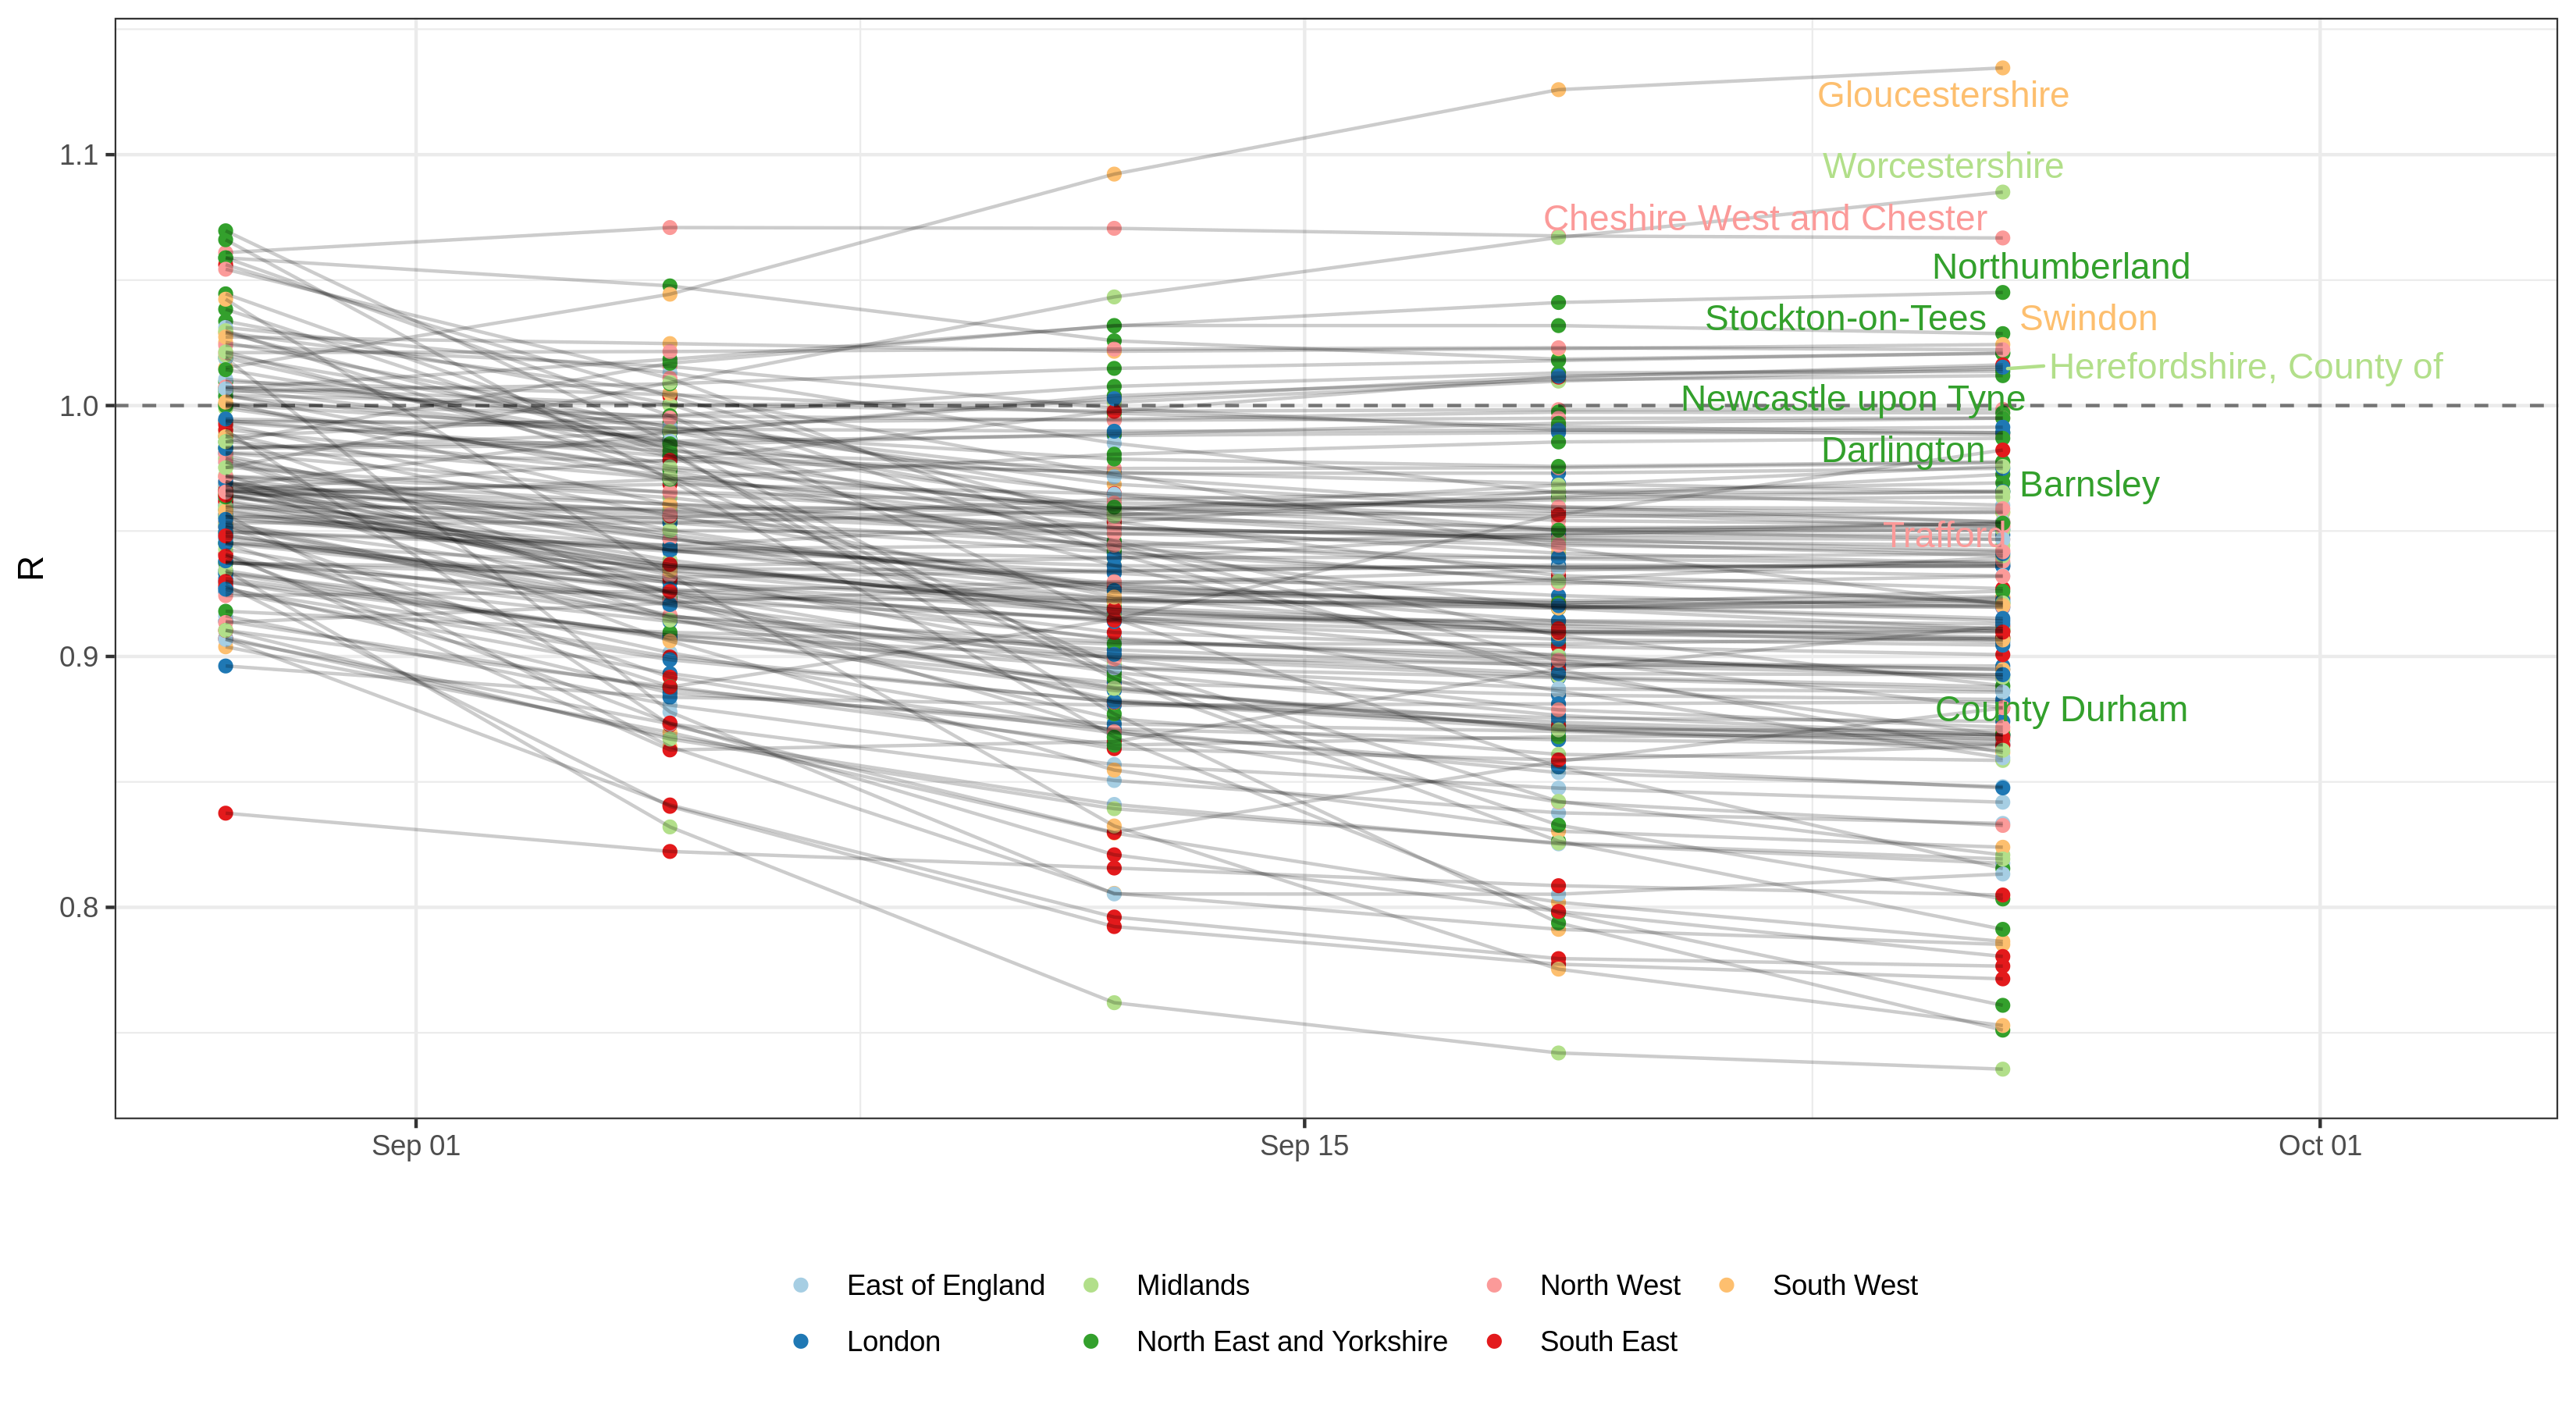 1.1
1.0
0.9
0.8
R
Gloucestershire
Worcestershire
Cheshire West and Chester
Northumberland
Stockton-on-Tees
Swindon
Herefordshire, County of
Newcastle upon Tyne
Darlington
Barnsley
Trafford
County Durham
Sep 01
Sep 15
Oct 01
East of England
Midlands
North West
South West
London
North East and Yorkshire
South East